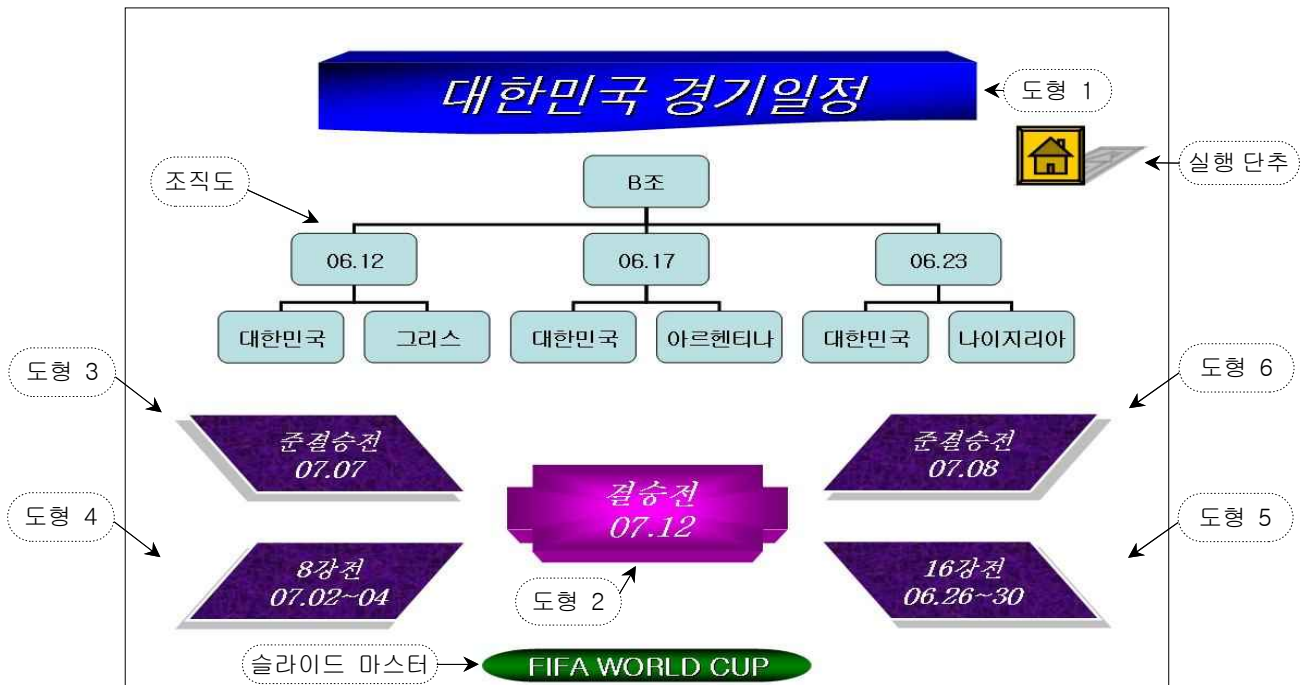 대한민국 경기일정
도형 1
실행 단추
조직도
B조
06.12
06.17
06.23
대한민국
그리스
대한민국
아르헨티나
대한민국
나이지리아
도형 3
도형 6
준결승전
07.07
준결승전
07.08
결승전
07.12
도형 4
도형 5
8강전
07.02~04
16강전
06.26~30
도형 2
슬라이드 마스터
FIFA WORLD CUP